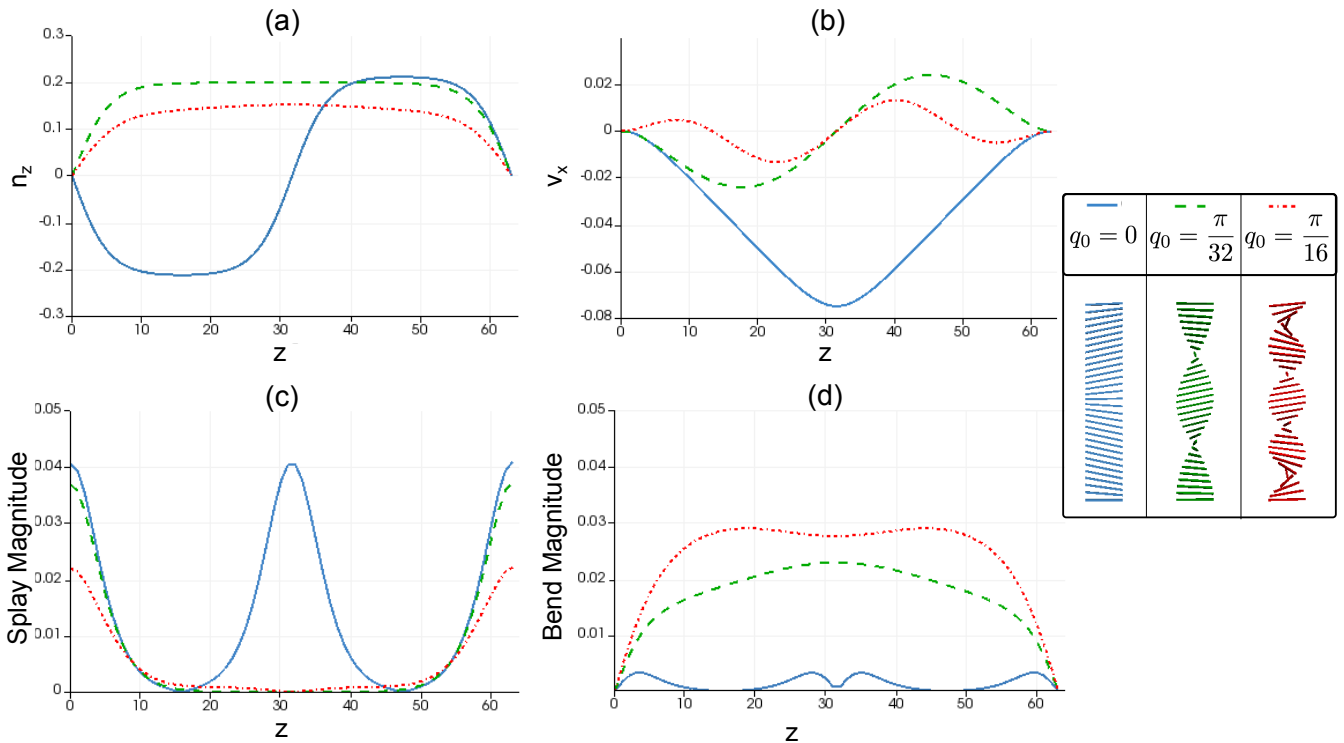 (a)
0.3
0.2
0.1
0
-0.1
-0.2
-0.3
n_z
0 10 20 30 40 50 60
z
(b)
0.02
0
-0.02
-0.04
-0.06
-0.08
v_x
0 10 20 30 40 50 60
z
q_0 = 0 q_0 = π/32 q_0 = π/16
(c)
0.05
0.04
0.03
0.02
0.01
0
Splay Magnitude
0 10 20 30 40 50 60
z
(d)
0.05
0.04
0.03
0.02
0.01
Bend Magnitude
0 10 20 30 40 50 60
z